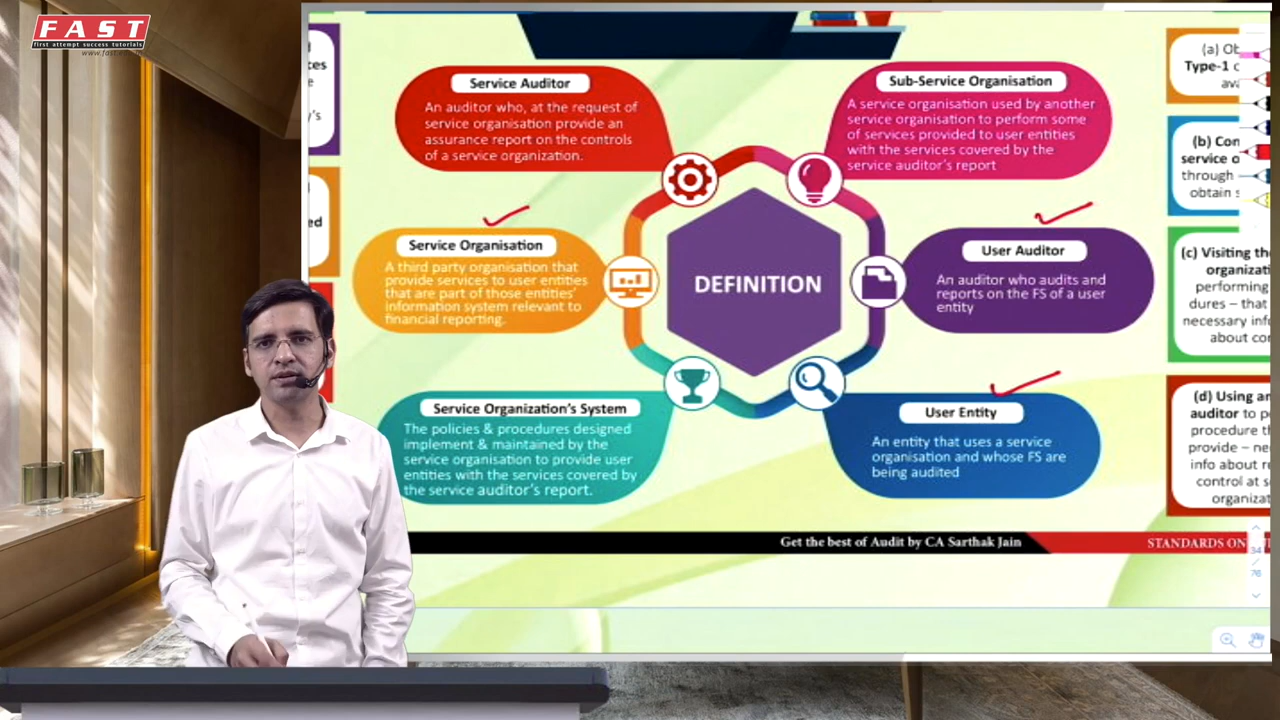 FAST
first attempt success tutorials
Service Auditor
An auditor who, at the request of
service organisation provide an
assurance report on the controls
of a service organization.
Sub-Service Organisation
A service organisation used by another
service organisation to perform some
of services provided to user entities
with the services covered by the
service auditor's report
Service Organisation
A third party organisation that
provide services to user entities
that are part of those entities'
information system relevant to
financial reporting.
DEFINITION
User Auditor
An auditor who audits and
reports on the FS of a user
entity
Service Organization's System
The policies & procedures designed
implement & maintained by the
service organisation to provide user
entities with the services covered by
the service auditor's report.
User Entity
An entity that uses a service
organisation and whose FS are
being audited
(a)
Type-1
(b)
service
through
obtain
(c) Visiting
performing
dures – that
necessary
about
(d) Using
auditor to
procedure
provide –
info about
control at
Get the best of Audit by CA Sarthak Jain
STANDARDS ON
34
/
76